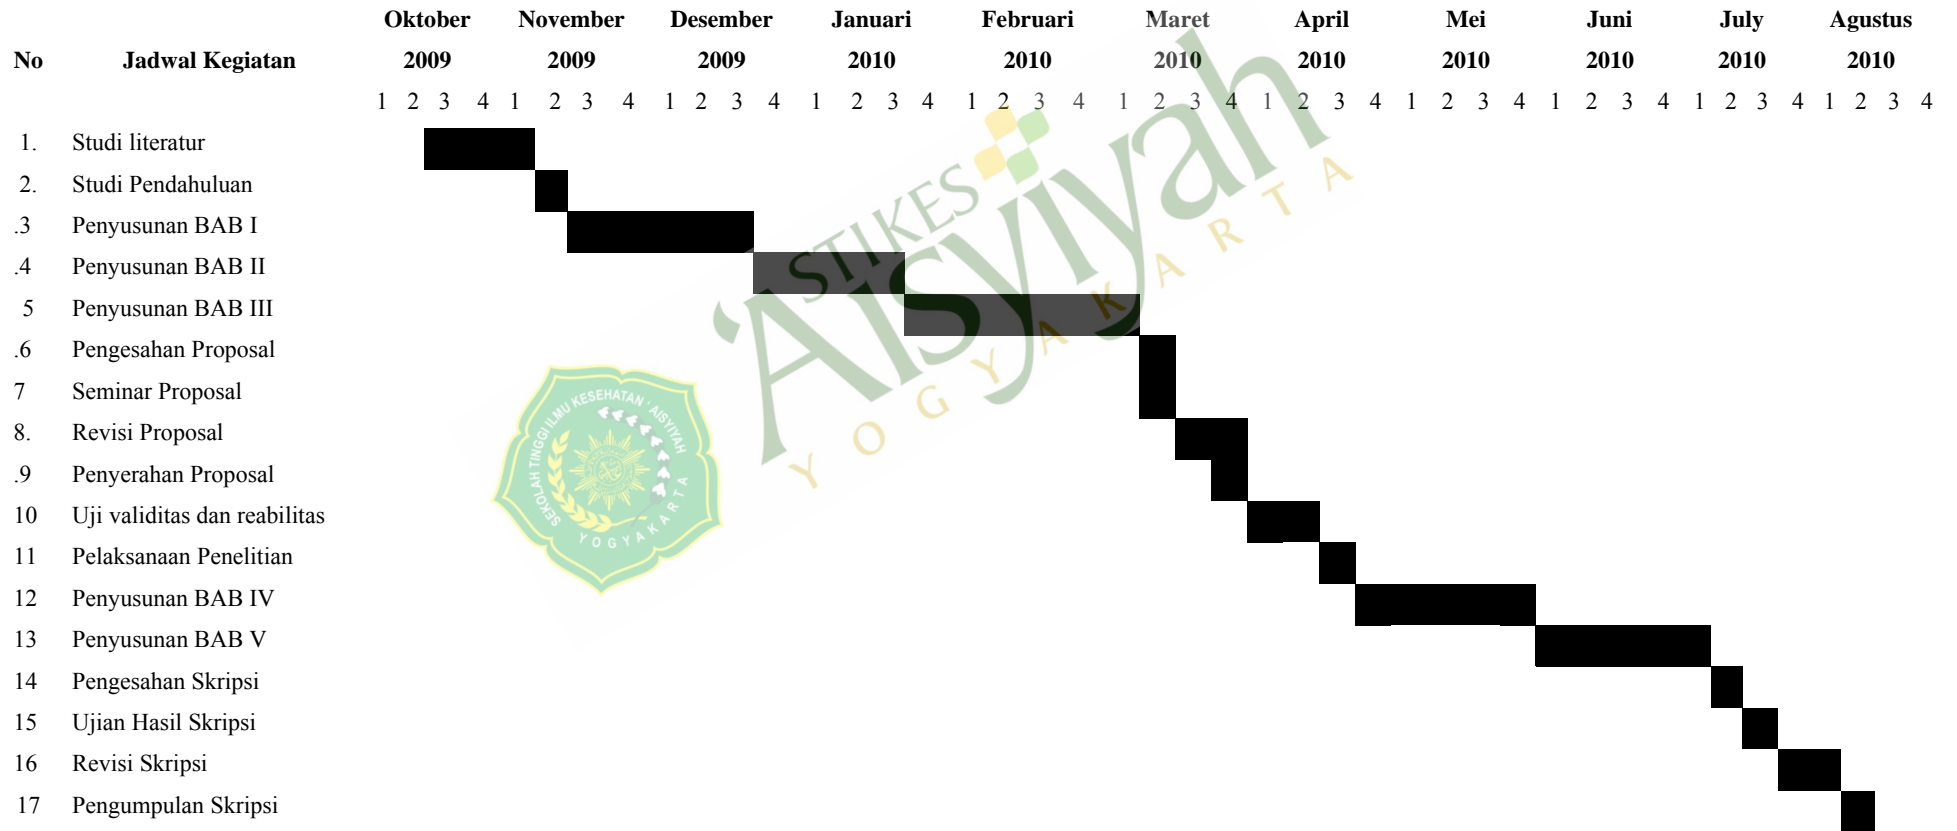 Oktober November Desember Januari Februari Maret April Mei Juni July Agustus
No Jadwal Kegiatan 2009 2009 2009 2010 2010 2010 2010 2010 2010 2010 2010
1 2 3 4 1 2 3 4 1 2 3 4 1 2 3 4 1 2 3 4 1 2 3 4 1 2 3 4 1 2 3 4 1 2 3 4 1 2 3 4 1 2 3 4
1. Studi literatur
2. Studi Pendahuluan
.3 Penyusunan BAB I
.4 Penyusunan BAB II
5 Penyusunan BAB III
.6 Pengesahan Proposal
7 Seminar Proposal
8. Revisi Proposal
.9 Penyerahan Proposal
10 Uji validitas dan reabilitas
11 Pelaksanaan Penelitian
12 Penyusunan BAB IV
13 Penyusunan BAB V
14 Pengesahan Skripsi
15 Ujian Hasil Skripsi
16 Revisi Skripsi
17 Pengumpulan Skripsi
STIKES
'Aisyiyah
YOGYAKARTA
SEKOLAH TINGGI ILMU KESEHATAN 'AISYIYAH
YOGYAKARTA